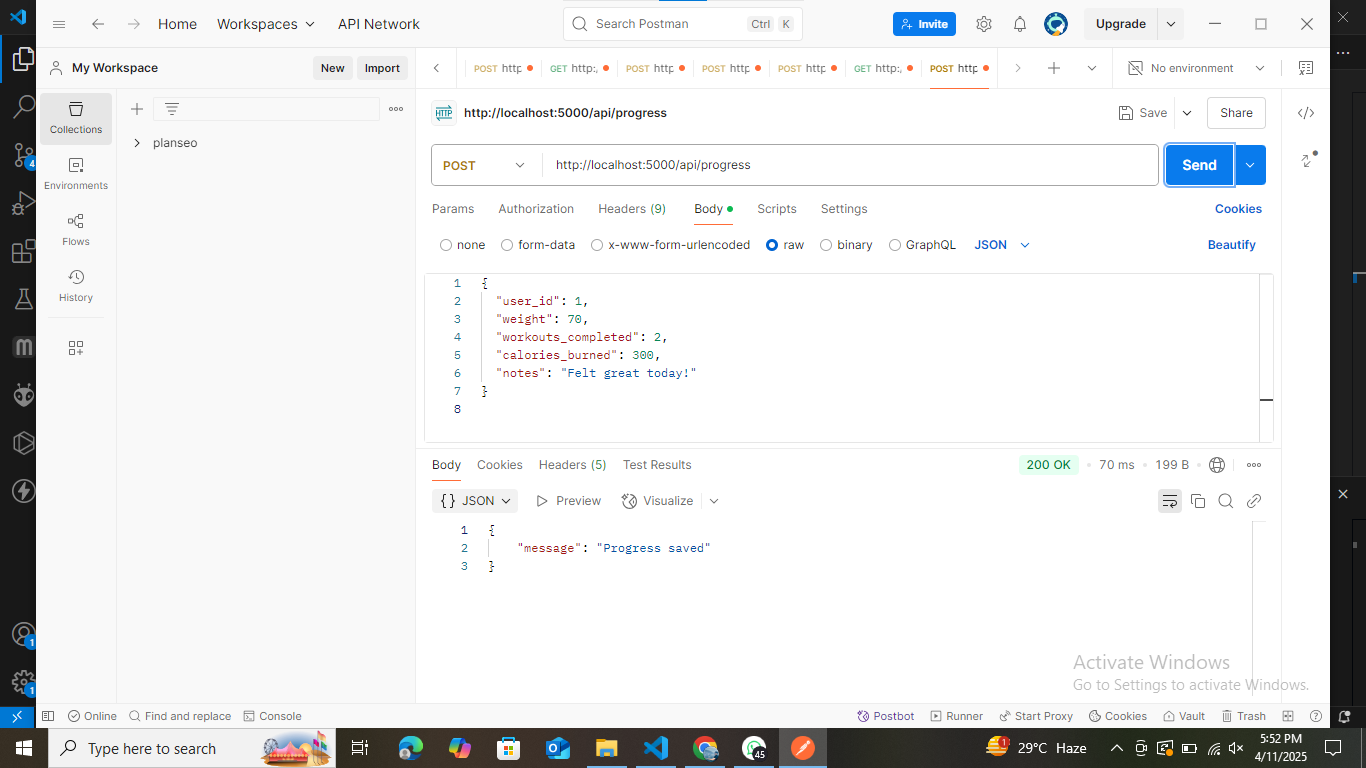 Home
Workspaces
API Network
Search Postman
Ctrl K
Invite
Upgrade
My Workspace
New
Import
POST http
GET http:,
POST http
POST http
POST http
GET http:,
POST http
No environment
Collections
Environments
Flows
History
planseo
HTTP
http://localhost:5000/api/progress
Save
Share
POST
http://localhost:5000/api/progress
Send
Params
Authorization
Headers (9)
Body
Scripts
Settings
Cookies
none
form-data
x-www-form-urlencoded
raw
binary
GraphQL
JSON
Beautify
1 {
2 "user_id": 1,
3 "weight": 70,
4 "workouts_completed": 2,
5 "calories_burned": 300,
6 "notes": "Felt great today!"
7 }
8
Body
Cookies
Headers (5)
Test Results
200 OK
70 ms
199 B
{ } JSON
Preview
Visualize
1 {
2 "message": "Progress saved"
3 }
Activate Windows
Go to Settings to activate Windows.
4
1
1
Online
Find and replace
Console
Postbot
Runner
Start Proxy
Cookies
Vault
Trash
Type here to search
45
1
29°C Haze
5:52 PM
4/11/2025